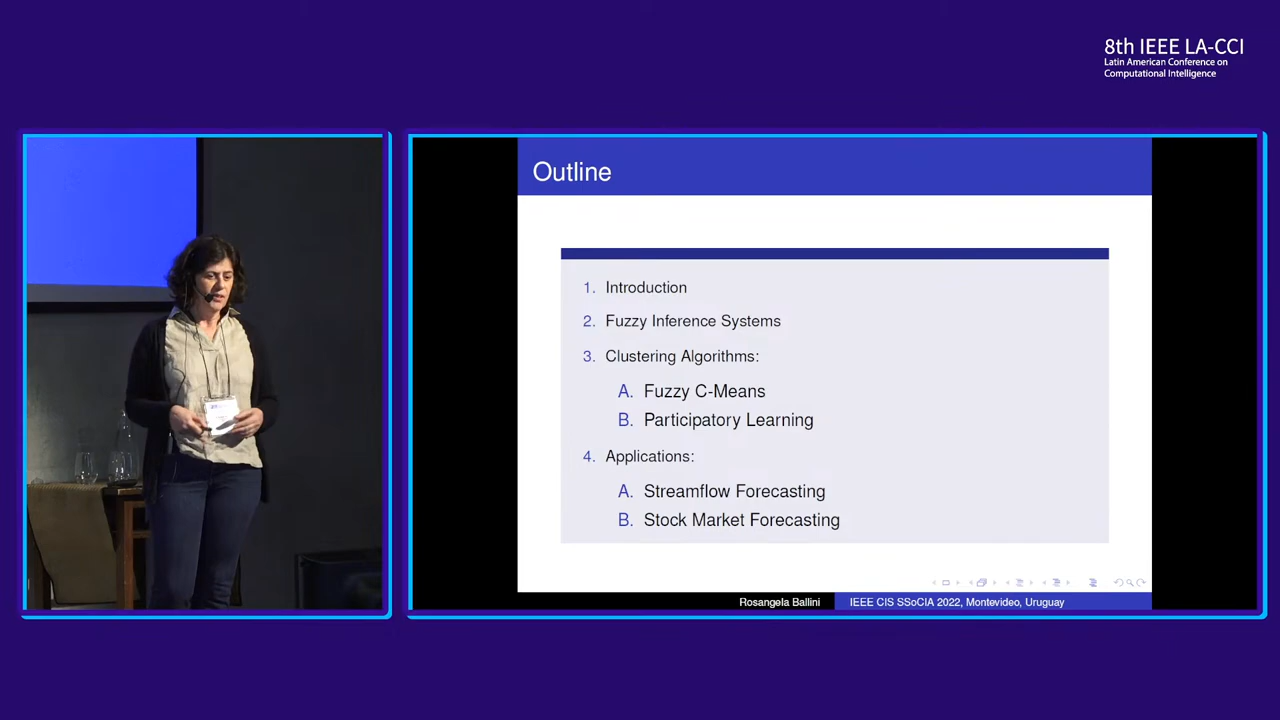 8th IEEE LA-CCI
Latin American Conference on
Computational Intelligence
Outline
1. Introduction
2. Fuzzy Inference Systems
3. Clustering Algorithms:
A. Fuzzy C-Means
B. Participatory Learning
4. Applications:
A. Streamflow Forecasting
B. Stock Market Forecasting
Rosangela Ballini
IEEE CIS SSoCIA 2022, Montevideo, Uruguay